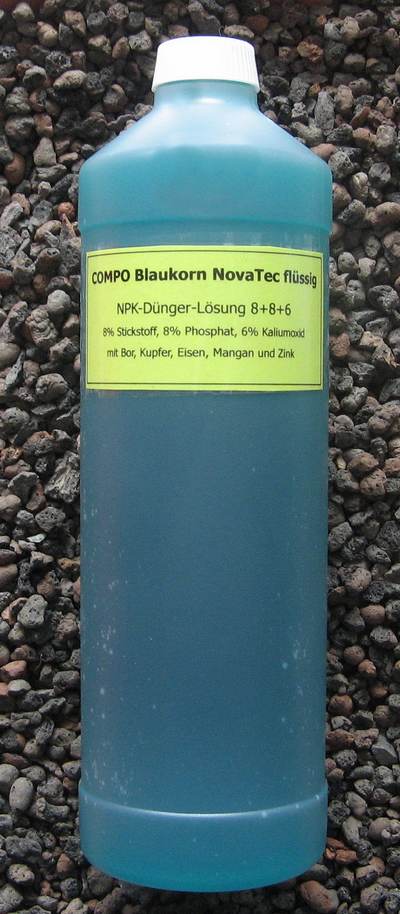 COMPO Blaukorn NovaTec flüssig
NPK-Dünger-Lösung 8+8+6
8% Stickstoff, 8% Phosphat, 6% Kaliumoxid
mit Bor, Kupfer, Eisen, Mangan und Zink